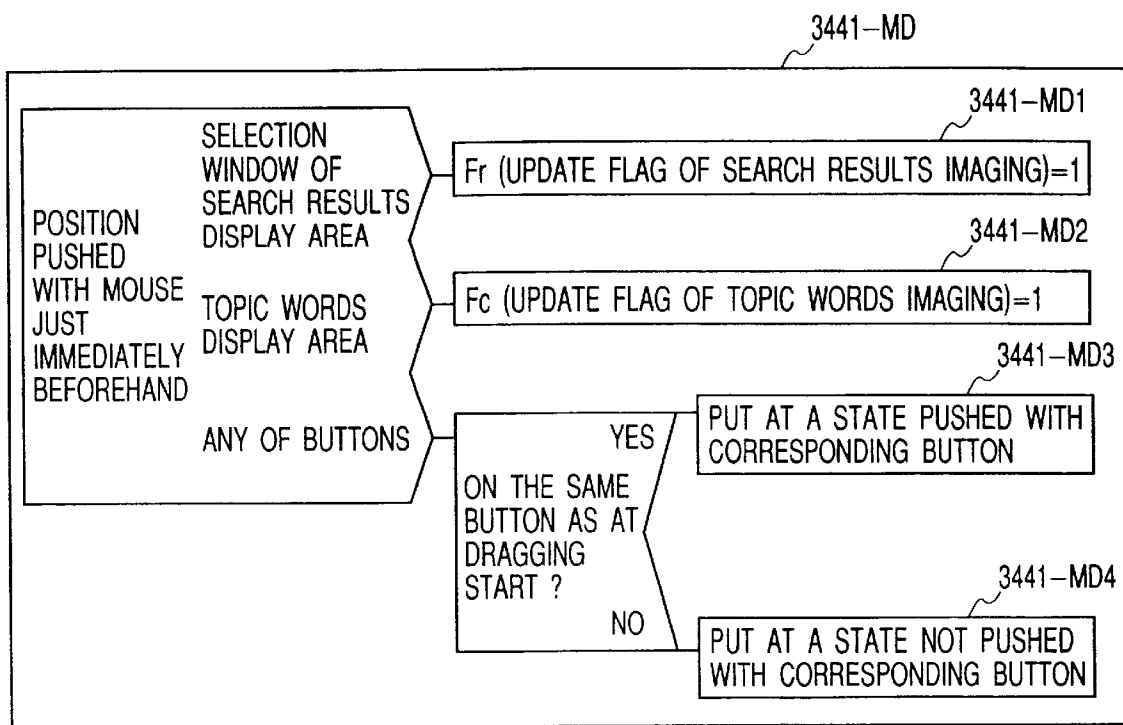 3441-MD
3441-MD1
SELECTION
WINDOW OF
SEARCH RESULTS
DISPLAY AREA
Fr (UPDATE FLAG OF SEARCH RESULTS IMAGING)=1
POSITION
PUSHED
WITH MOUSE
JUST
IMMEDIATELY
BEFOREHAND
3441-MD2
TOPIC WORDS
DISPLAY AREA
Fc (UPDATE FLAG OF TOPIC WORDS IMAGING)=1
3441-MD3
ANY OF BUTTONS
YES
PUT AT A STATE PUSHED WITH
CORRESPONDING BUTTON
ON THE SAME
BUTTON AS AT
DRAGGING
START ?
3441-MD4
NO
PUT AT A STATE NOT PUSHED
WITH CORRESPONDING BUTTON